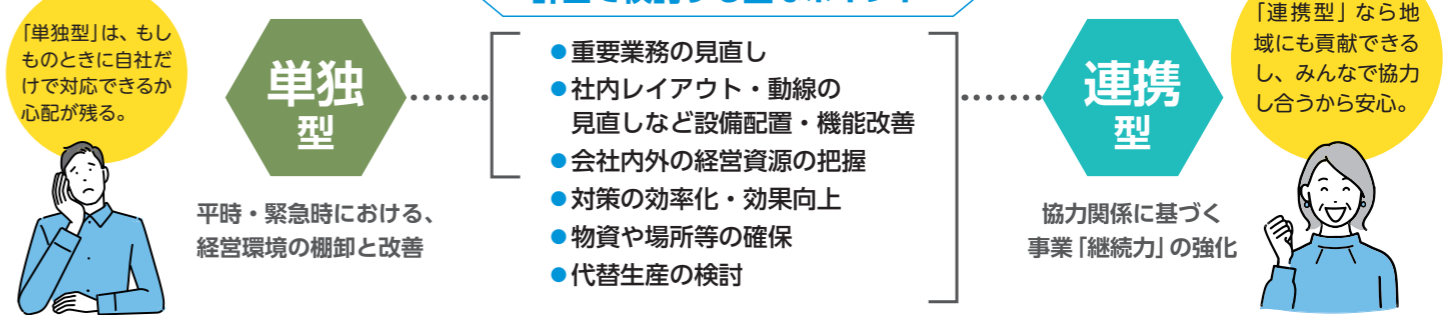 「単独型」は、もし
ものときに自社だ
けで対応できるか
心配が残る。
単独
型
平時・緊急時における、
経営環境の棚卸と改善
●重要業務の見直し
●社内レイアウト・動線の
見直しなど設備配置・機能改善
●会社内外の経営資源の把握
●対策の効率化・効果向上
●物資や場所等の確保
●代替生産の検討
連携
型
協力関係に基づく
事業「継続力」の強化
「連携型」なら地
域にも貢献できる
し、みんなで協力
し合うから安心。